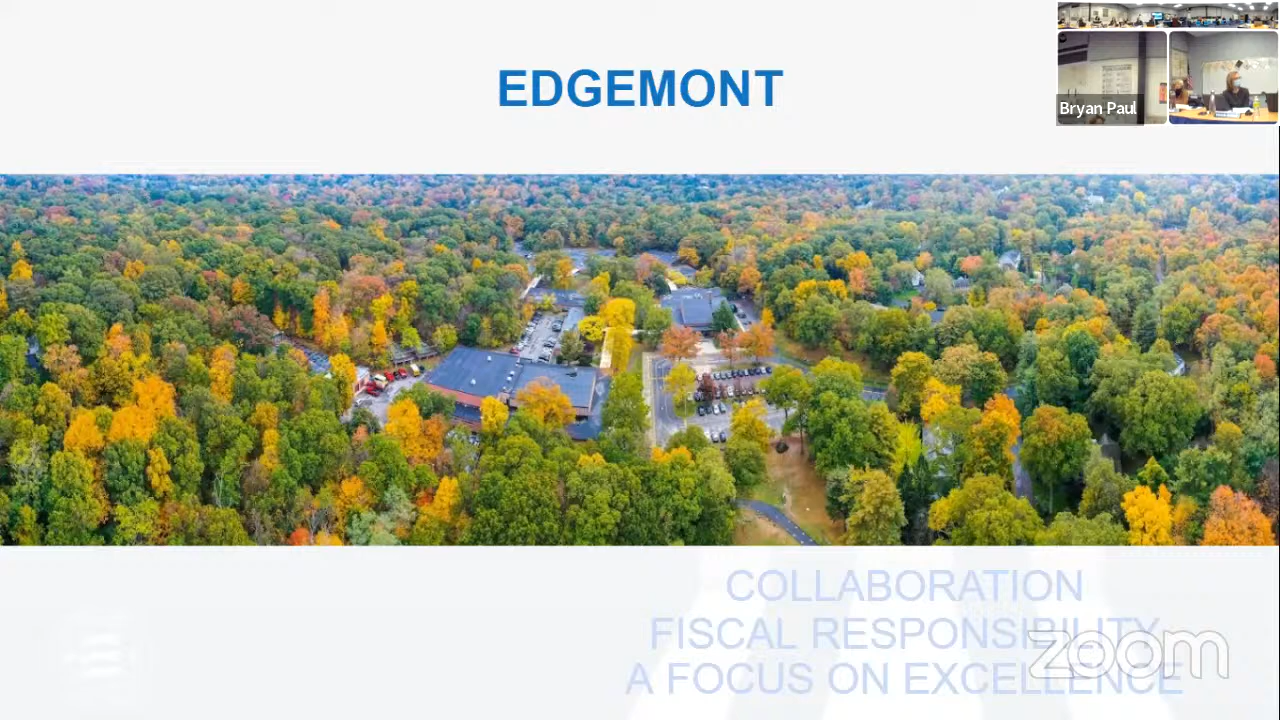 EDGEMONT
Bryan Paul
COLLABORATION
FISCAL RESPONSIBILITY
A FOCUS ON EXCELLENCE
zoom